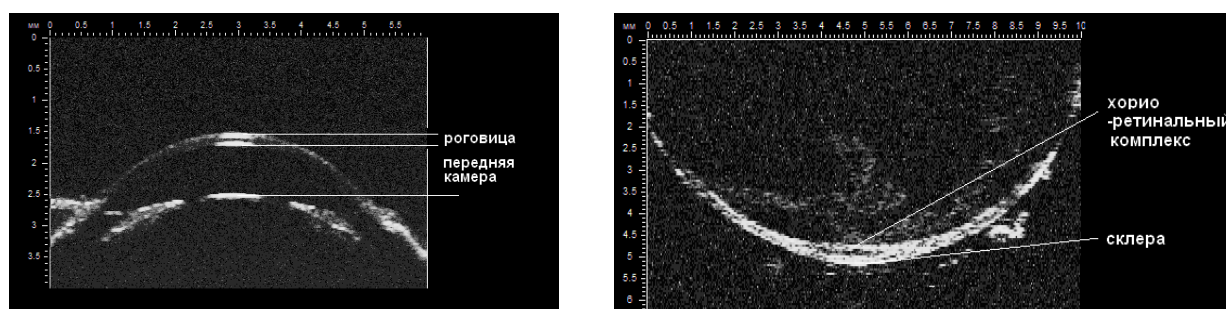 мм 0 0.5 1 1.5 2 2.5 3 3.5 4 4.5 5 5.5
0
0.5
1
1.5
2
2.5
3
3.5
роговица
передняя
камера
мм 0 0.5 1 1.5 2 2.5 3 3.5 4 4.5 5 5.5 6 6.5 7 7.5 8 8.5 9 9.5 10
0
0.5
1
1.5
2
2.5
3
3.5
4
4.5
5
5.5
6
хорио
-ретинальный
комплекс
склера